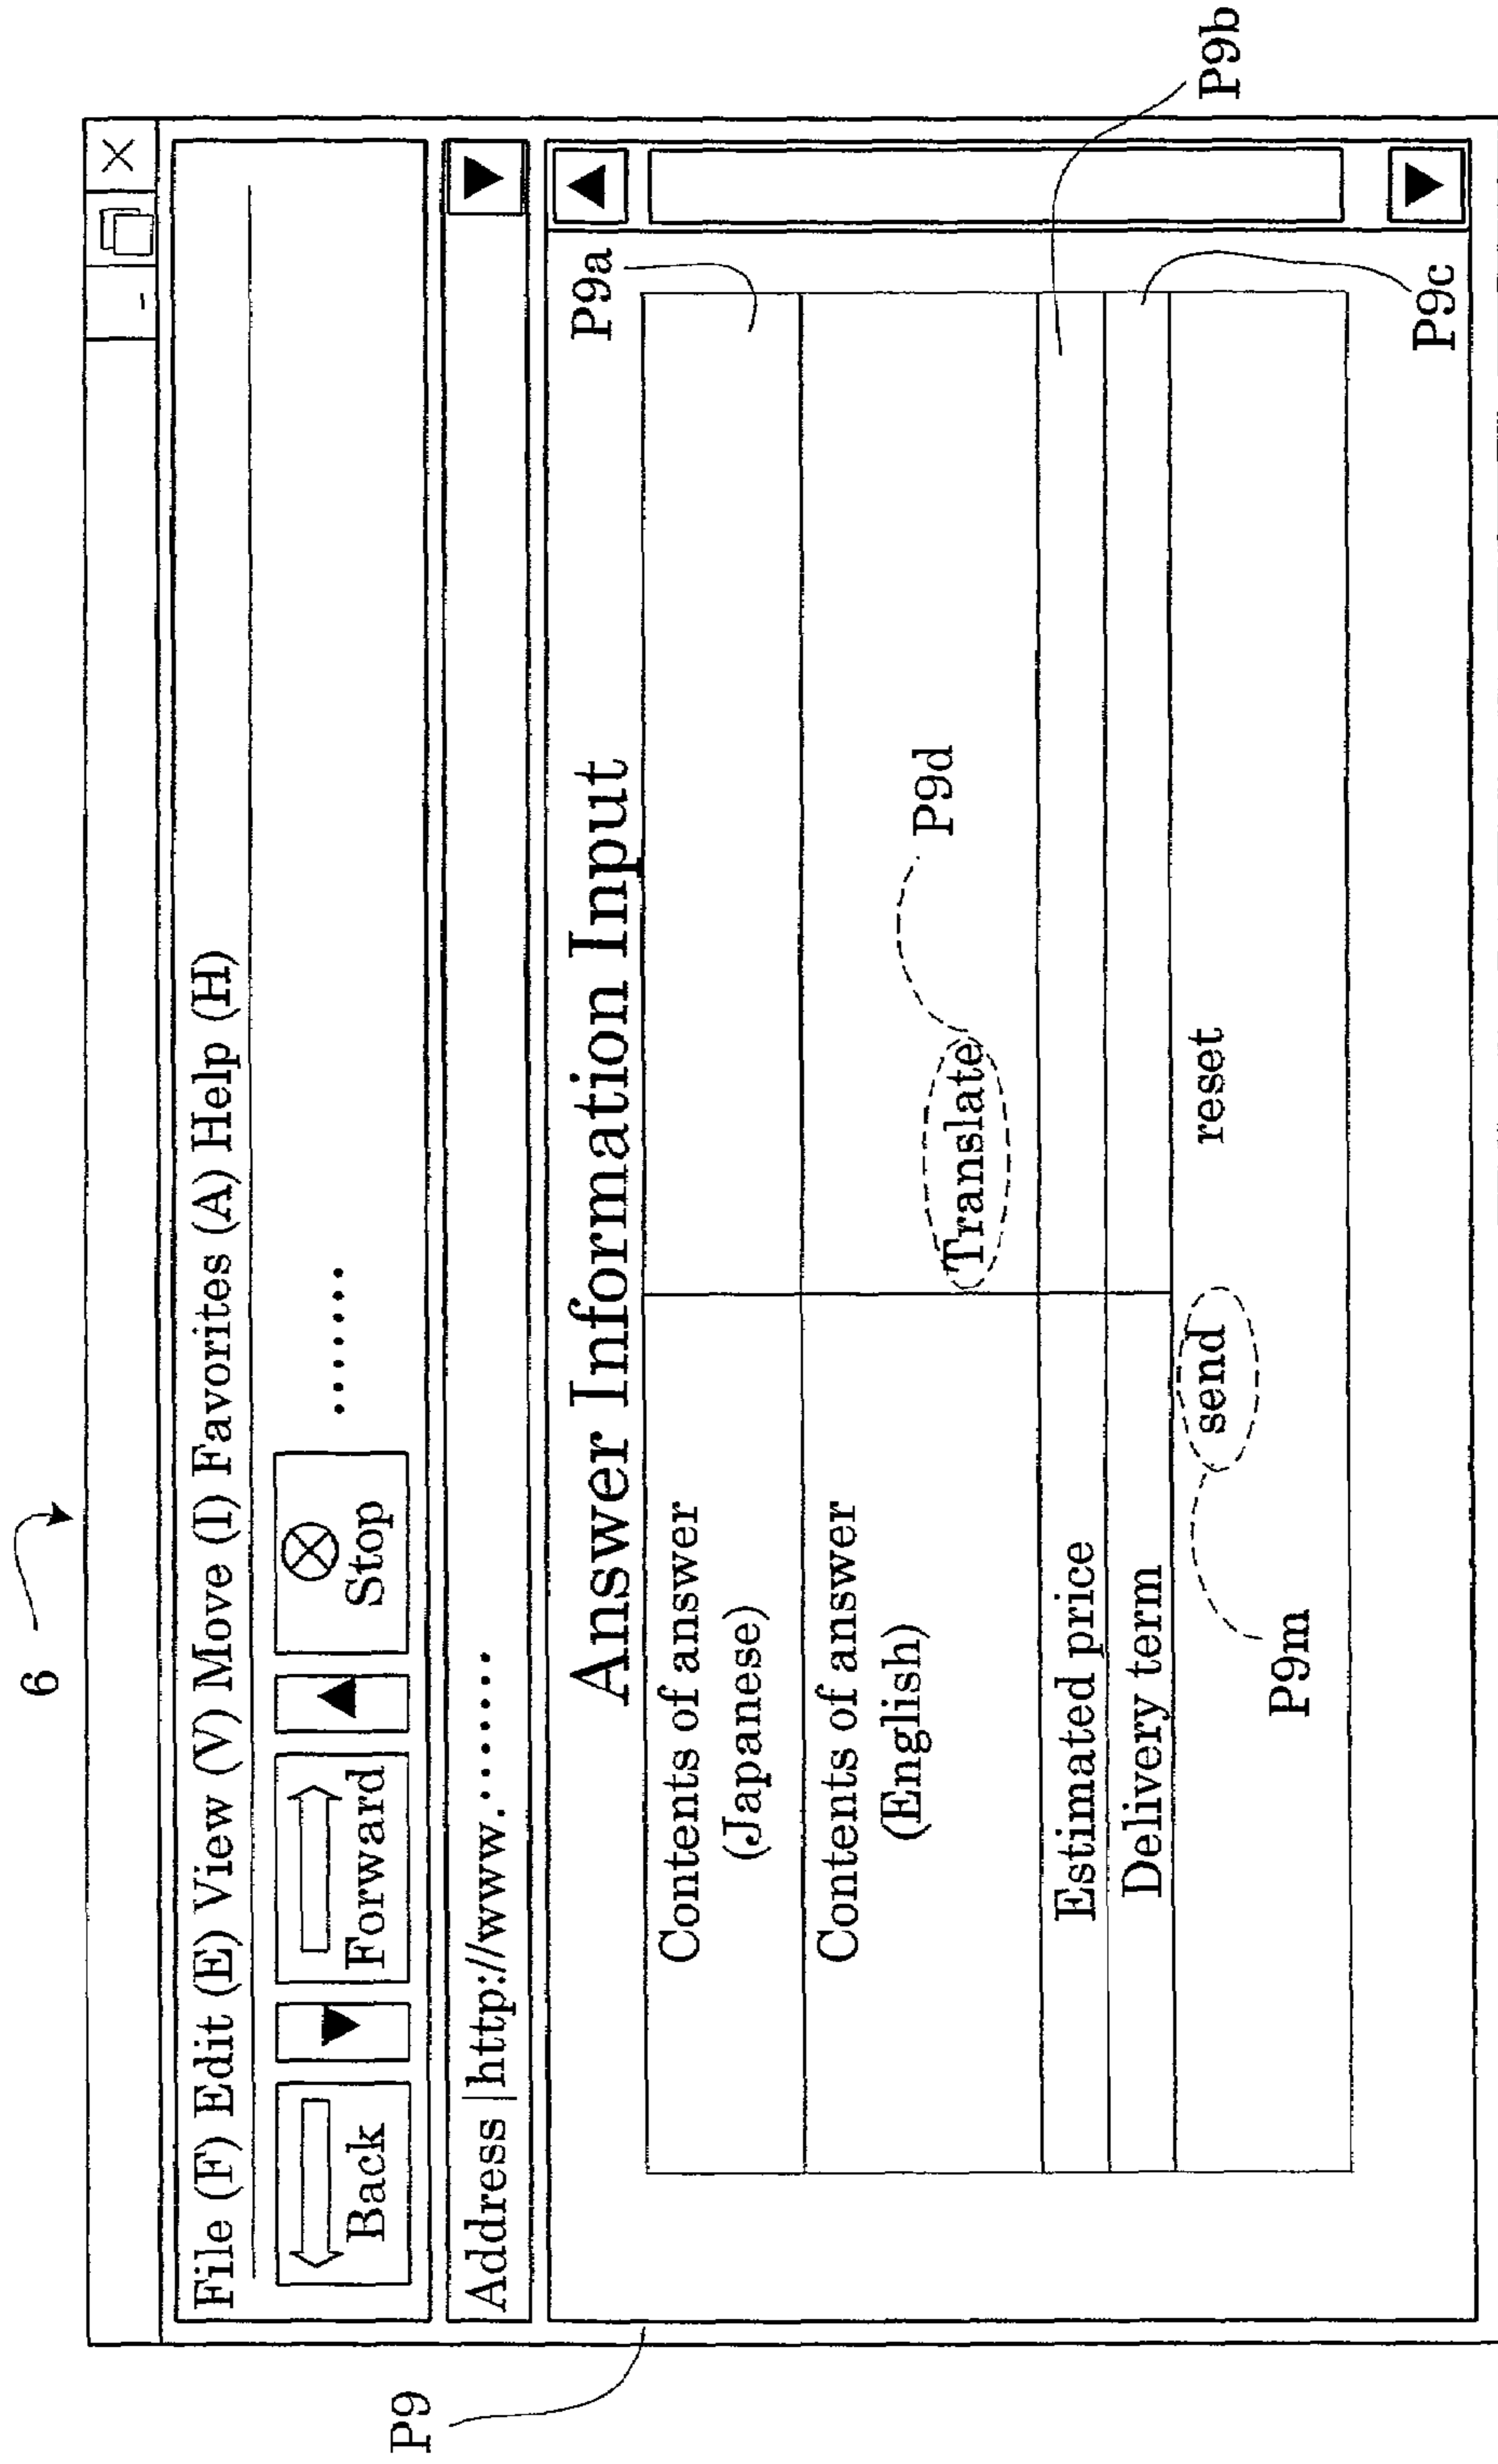 6
File (F) Edit (E) View (V) Move (I) Favorites (A) Help (H)
Back Forward Stop ·······
Address http://www.·······
P9
Answer Information Input
P9a
Contents of answer
(Japanese)
Contents of answer
(English)
P9d
Translate
Estimated price
P9b
Delivery term
P9c
send reset
P9m